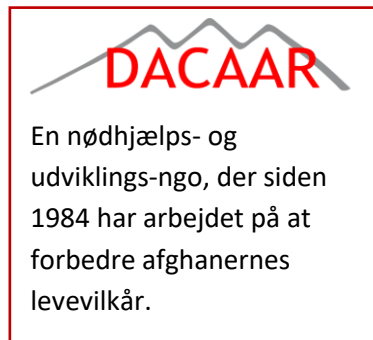 DACAAR
En nødhjælps- og
udviklings-ngo, der siden
1984 har arbejdet på at
forbedre afghanernes
levevilkår.